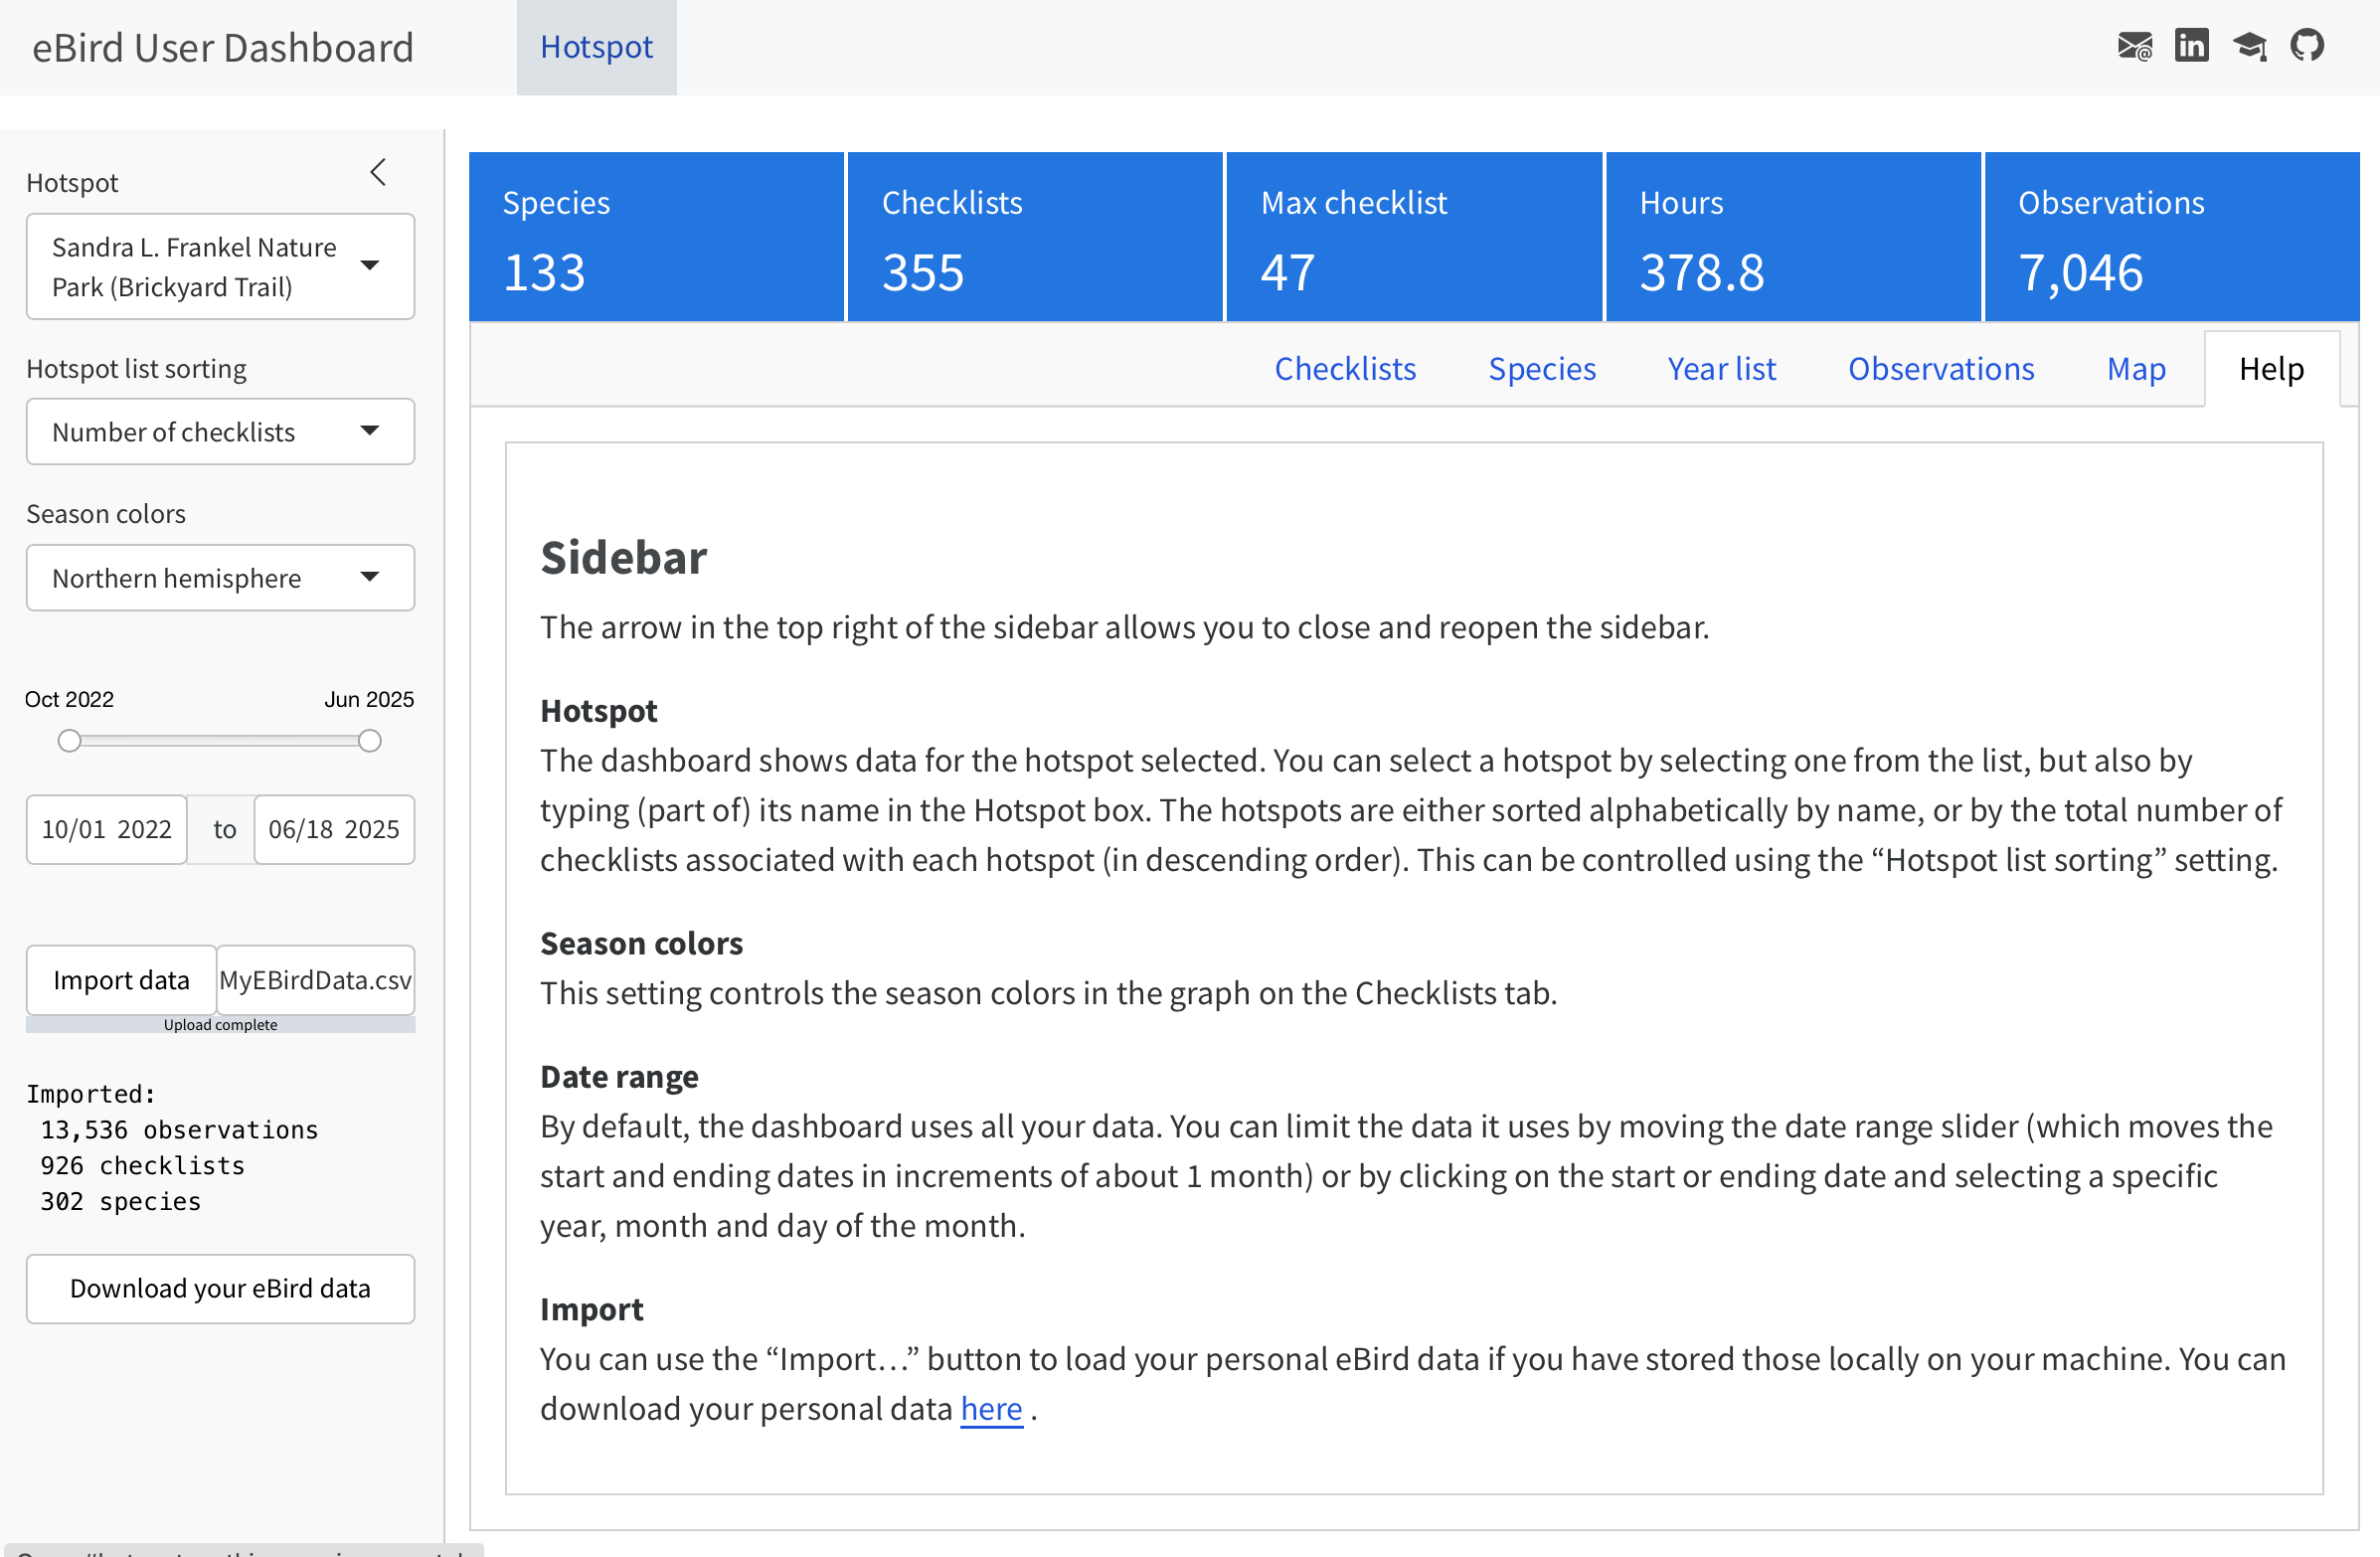 eBird User Dashboard
Hotspot
Hotspot
Sandra L. Frankel Nature
Park (Brickyard Trail)
Hotspot list sorting
Number of checklists
Season colors
Northern hemisphere
Oct 2022
Jun 2025
10/01 2022
to
06/18 2025
Import data
MyEBirdData.csv
Upload complete
Imported:
13,536 observations
926 checklists
302 species
Download your eBird data
Species
133
Checklists
355
Max checklist
47
Hours
378.8
Observations
7,046
Checklists
Species
Year list
Observations
Map
Help
Sidebar
The arrow in the top right of the sidebar allows you to close and reopen the sidebar.
Hotspot
The dashboard shows data for the hotspot selected. You can select a hotspot by selecting one from the list, but also by
typing (part of) its name in the Hotspot box. The hotspots are either sorted alphabetically by name, or by the total number of
checklists associated with each hotspot (in descending order). This can be controlled using the “Hotspot list sorting” setting.
Season colors
This setting controls the season colors in the graph on the Checklists tab.
Date range
By default, the dashboard uses all your data. You can limit the data it uses by moving the date range slider (which moves the
start and ending dates in increments of about 1 month) or by clicking on the start or ending date and selecting a specific
year, month and day of the month.
Import
You can use the “Import…” button to load your personal eBird data if you have stored those locally on your machine. You can
download your personal data here .